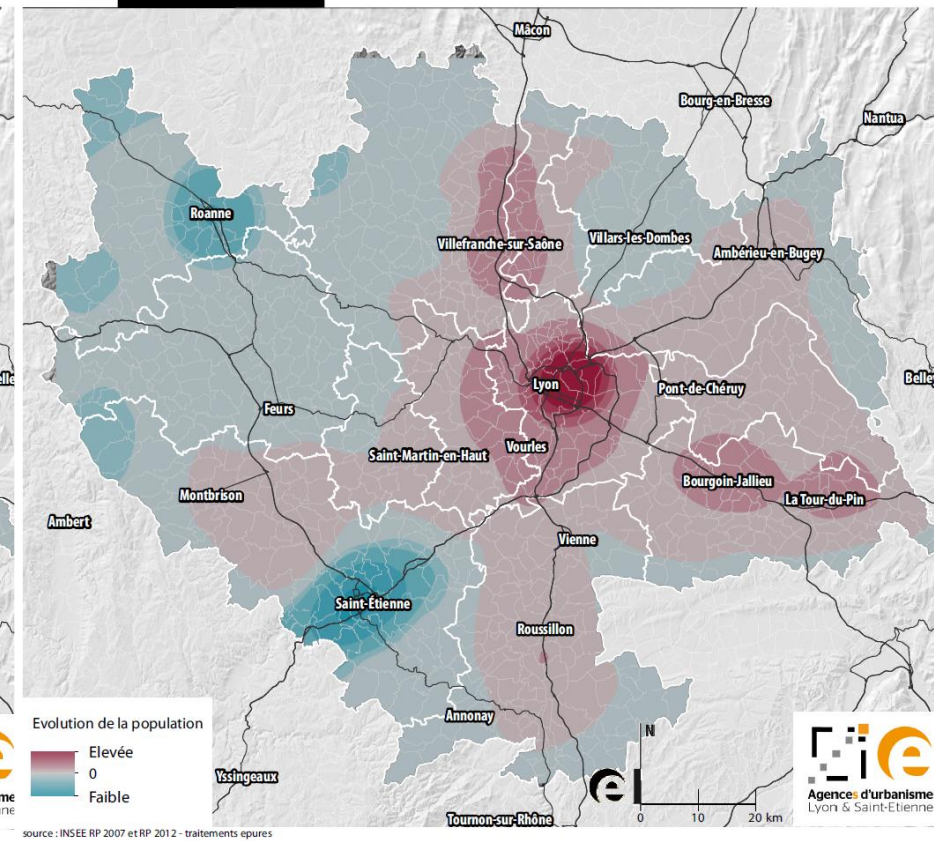 Mâcon
Bourg-en-Bresse
Nantua
Roanne
Villefranche-sur-Saône
Villars-les-Dombes
Ambérieu-en-Bugey
Lyon
Pont-de-Chéruy
Feurs
Saint-Martin-en-Haut
Vourles
Bourgoin-Jallieu
La Tour-du-Pin
Montbrison
Ambert
Vienne
Saint-Étienne
Roussillon
Annonay
Yssingeaux
Tournon-sur-Rhône
Evolution de la population
Elevée
0
Faible
N
0 10 20 km
e
Agences d'urbanisme
Lyon & Saint-Etienne
source : INSEE RP 2007 et RP 2012 - traitements epures